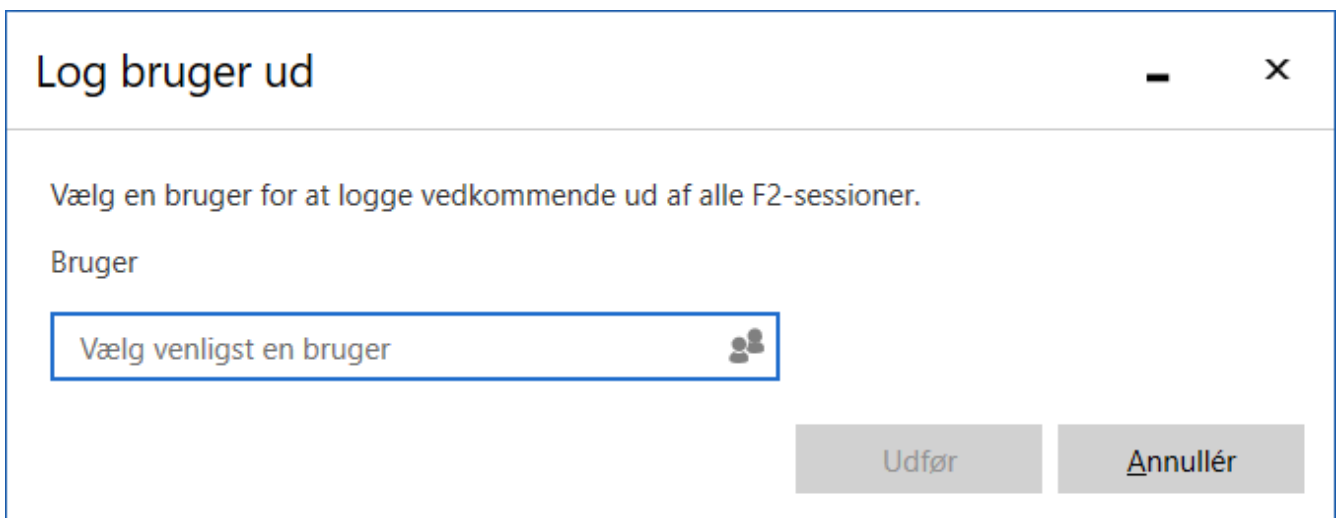 Log bruger ud
Vælg en bruger for at logge vedkommende ud af alle F2-sessioner.
Bruger
Vælg venligst en bruger
Udfør
Annullér